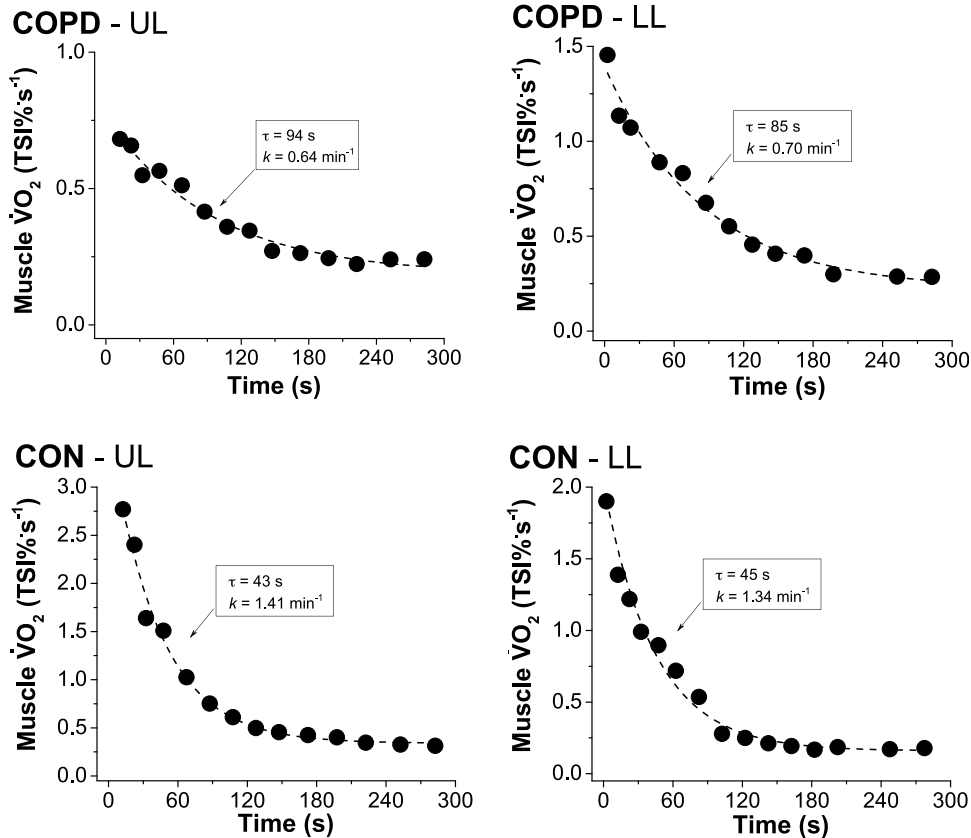 COPD - UL
Muscle V̇O₂ (TSI%·s⁻¹)
1.0
0.5
0.0
τ = 94 s
k = 0.64 min⁻¹
0 60 120 180 240 300
Time (s)
COPD - LL
Muscle V̇O₂ (TSI%·s⁻¹)
1.5
1.0
0.5
0.0
τ = 85 s
k = 0.70 min⁻¹
0 60 120 180 240 300
Time (s)
CON - UL
Muscle V̇O₂ (TSI%·s⁻¹)
3.0
2.5
2.0
1.5
1.0
0.5
0.0
τ = 43 s
k = 1.41 min⁻¹
0 60 120 180 240 300
Time (s)
CON - LL
Muscle V̇O₂ (TSI%·s⁻¹)
2.0
1.5
1.0
0.5
0.0
τ = 45 s
k = 1.34 min⁻¹
0 60 120 180 240 300
Time (s)